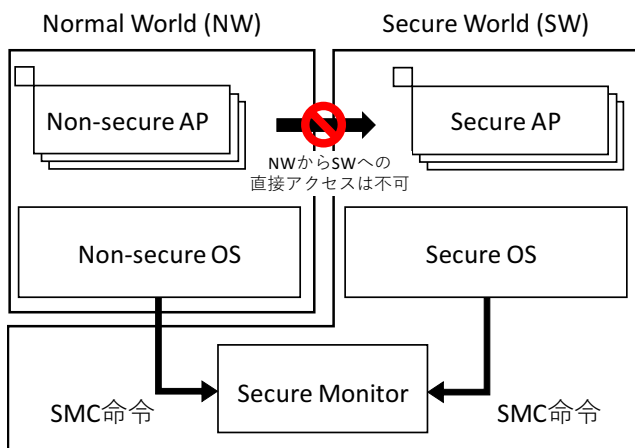 Normal World (NW)
Secure World (SW)
Non-secure AP
Secure AP
NWからSWへの
直接アクセスは不可
Non-secure OS
Secure OS
Secure Monitor
SMC命令
SMC命令